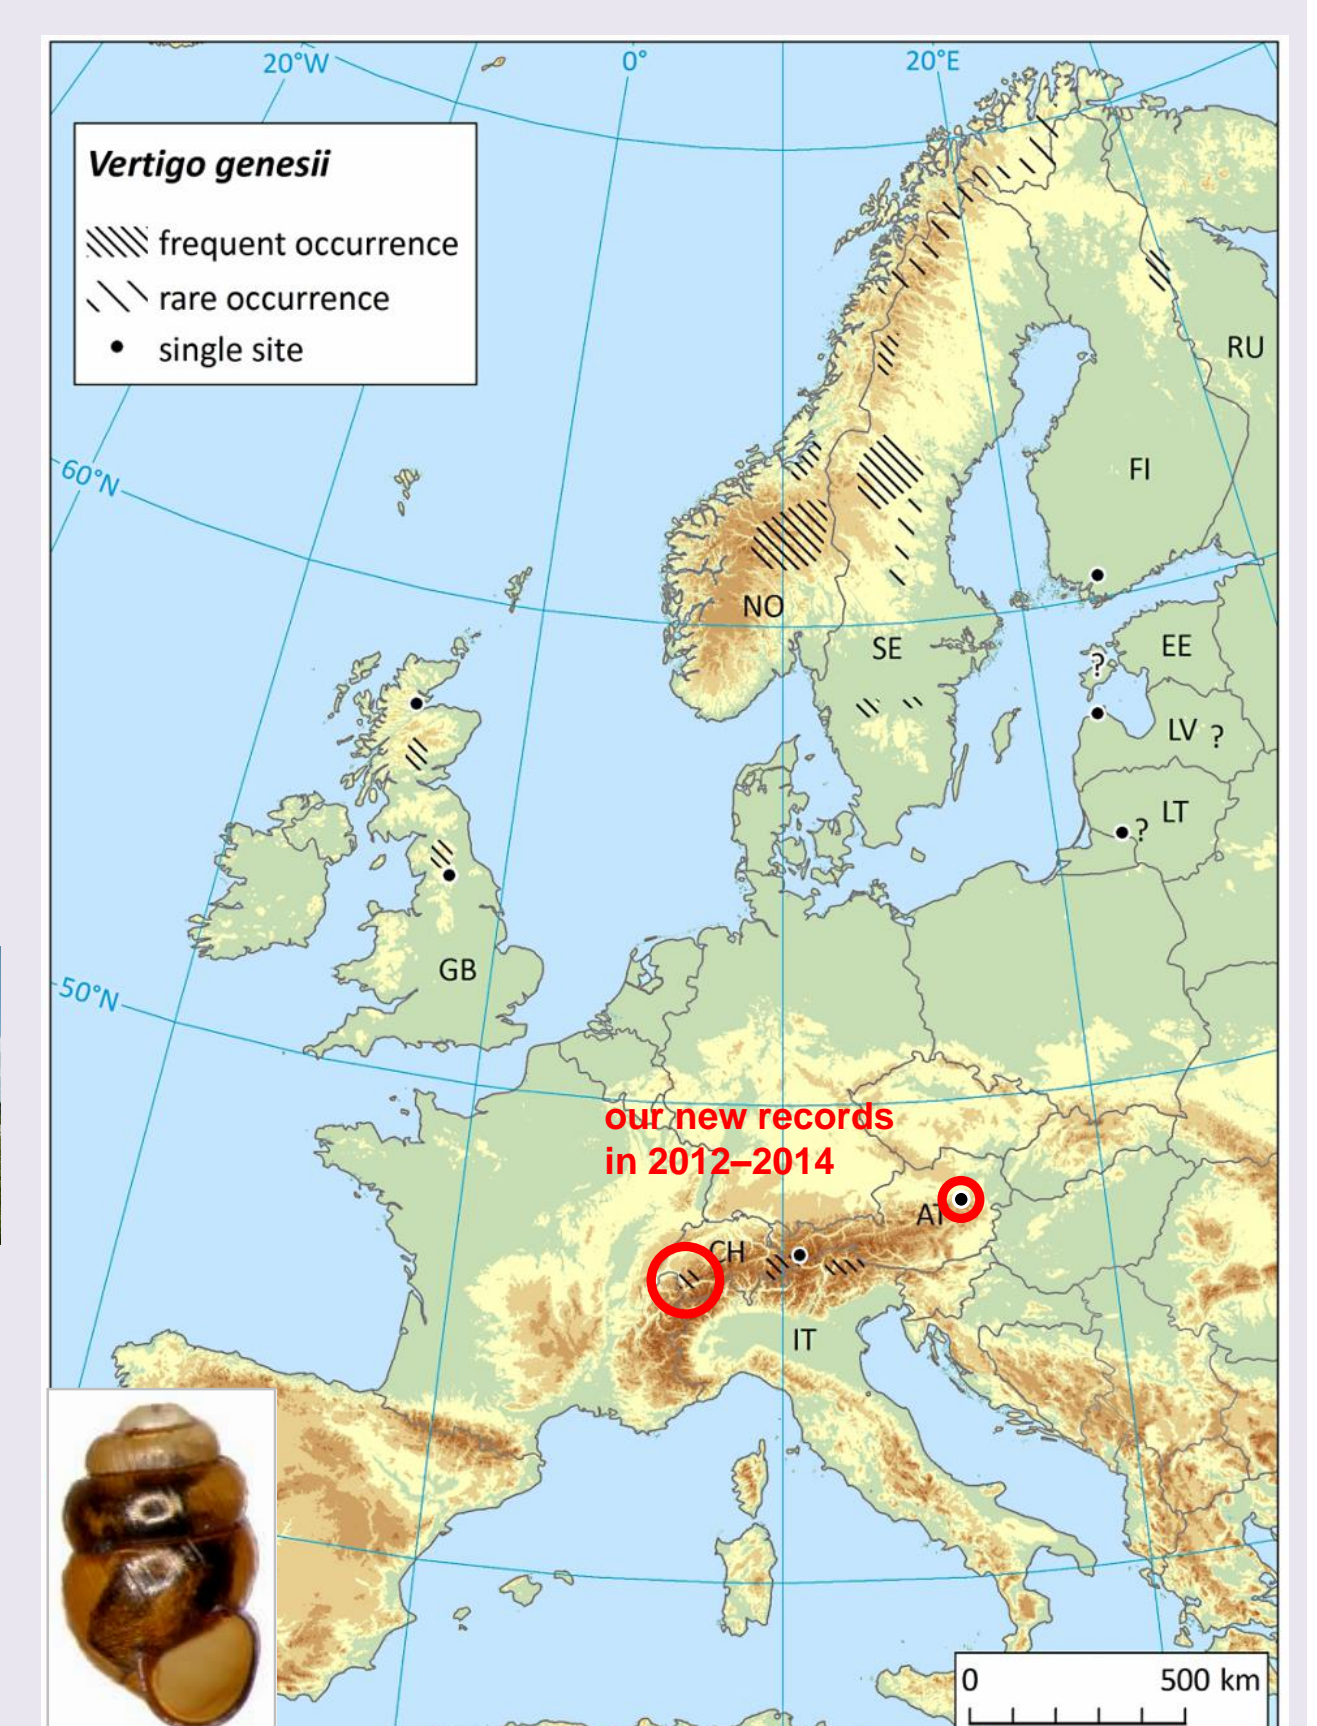 20°W
0°
20°E
Vertigo genesii
frequent occurrence
rare occurrence
single site
RU
60°N
FI
NO
SE
EE
?
LV ?
LT
?
GB
50°N
our new records
in 2012–2014
AT
CH
IT
0 500 km